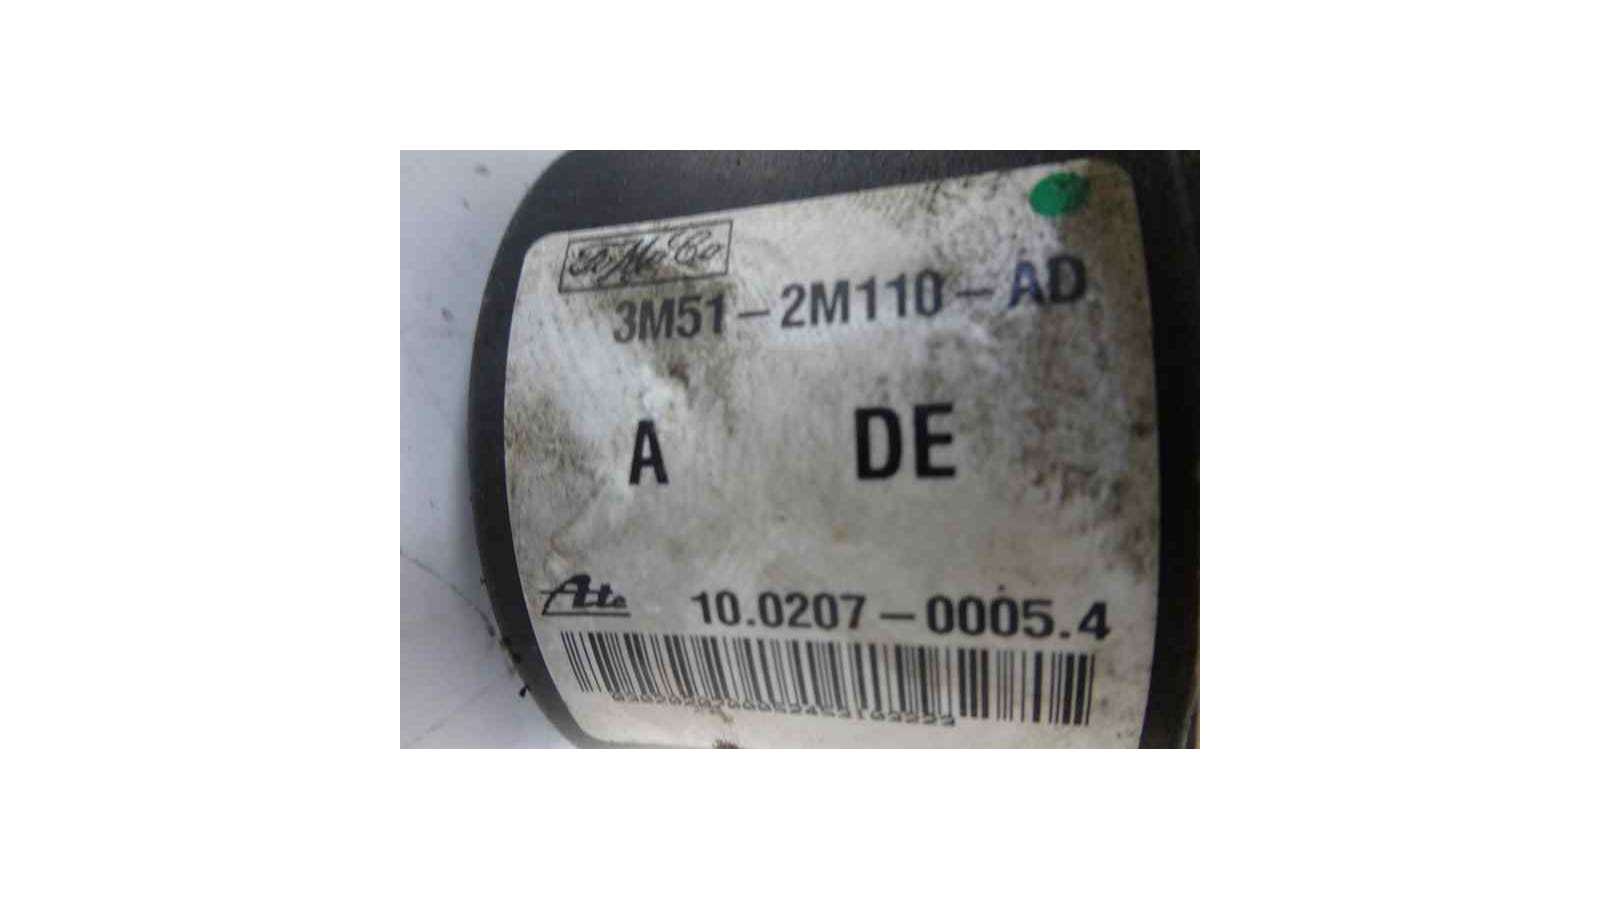 FoMoCo
3M51-2M110-AD
A DE
Ate 10.0207-0005.4